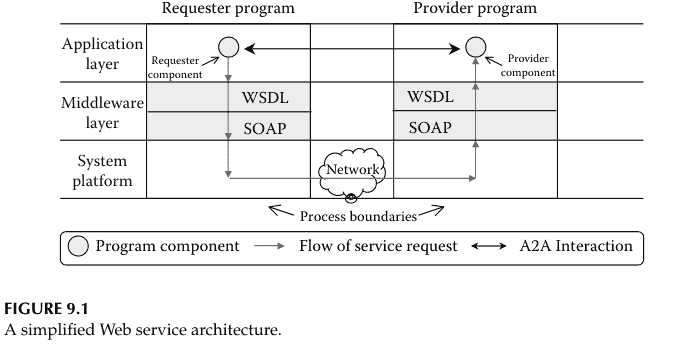 Requester program
Provider program
Application
layer
Requester
component
Provider
component
Middleware
layer
WSDL
SOAP
WSDL
SOAP
System
platform
Network
Process boundaries
Program component
Flow of service request
A2A Interaction
FIGURE 9.1
A simplified Web service architecture.